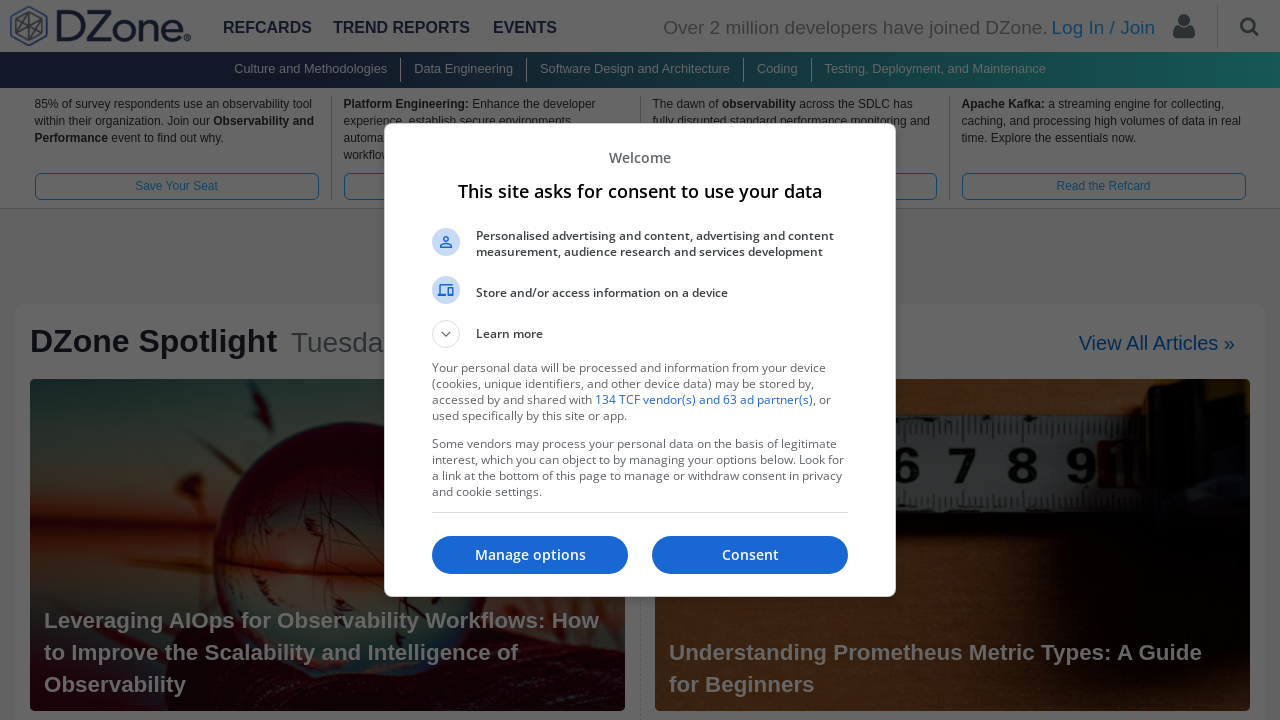 DZone®
REFCARDS TREND REPORTS EVENTS
Over 2 million developers have joined DZone. Log In / Join
Culture and Methodologies Data Engineering Software Design and Architecture Coding Testing, Deployment, and Maintenance
85% of survey respondents use an observability tool
within their organization. Join our Observability and
Performance event to find out why.
Save Your Seat
Platform Engineering: Enhance the developer
experience, establish secure environments,
The dawn of observability across the SDLC has
fully disrupted standard performance monitoring and
Apache Kafka: a streaming engine for collecting,
caching, and processing high volumes of data in real
time. Explore the essentials now.
Read the Refcard
Welcome
This site asks for consent to use your data
Personalised advertising and content, advertising and content
measurement, audience research and services development
Store and/or access information on a device
Learn more
Your personal data will be processed and information from your device
(cookies, unique identifiers, and other device data) may be stored by,
accessed by and shared with 134 TCF vendor(s) and 63 ad partner(s), or
used specifically by this site or app.
Some vendors may process your personal data on the basis of legitimate
interest, which you can object to by managing your options below. Look for
a link at the bottom of this page to manage or withdraw consent in privacy
and cookie settings.
Manage options Consent
DZone Spotlight
View All Articles »
6 7 8 9
Leveraging AIOps for Observability Workflows: How
to Improve the Scalability and Intelligence of
Observability
Understanding Prometheus Metric Types: A Guide
for Beginners